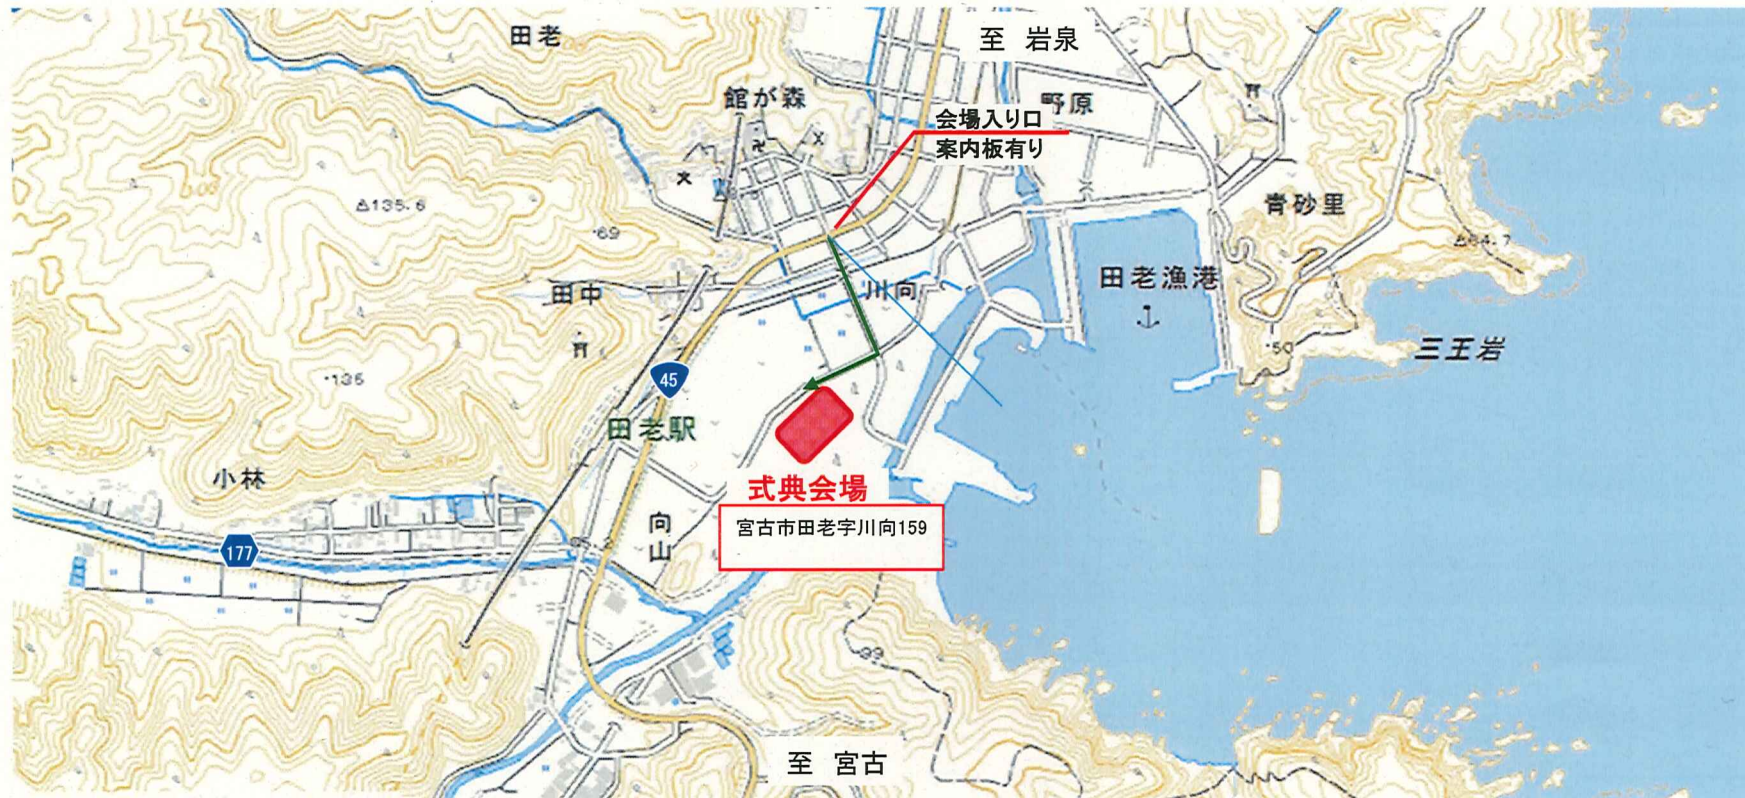 田老
至 岩泉
館が森
野原
会場入り口
案内板有り
△135.6
青砂里
・69
田中
川向
田老漁港
・50
三王岩
・135
45
田老駅
小林
式典会場
向山
宮古市田老字川向159
177
・99
至 宮古